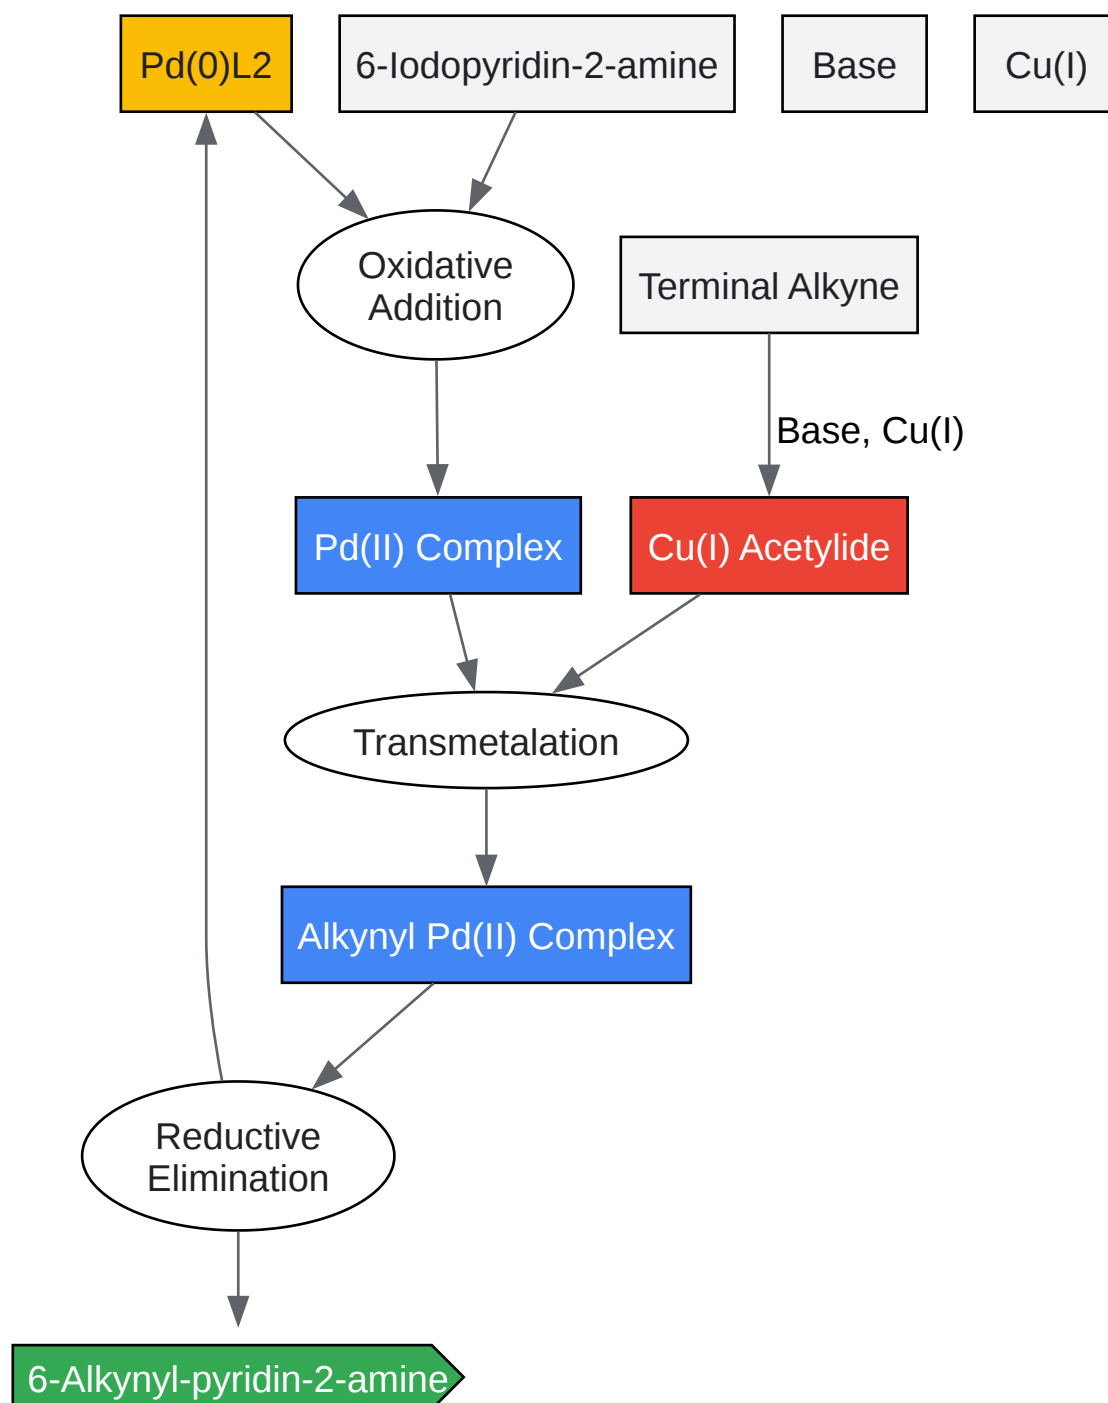 Pd(0)L2
6-Iodopyridin-2-amine
Base
Cu(I)
Oxidative
Addition
Terminal Alkyne
Base, Cu(I)
Pd(II) Complex
Cu(I) Acetylide
Transmetalation
Alkynyl Pd(II) Complex
Reductive
Elimination
6-Alkynyl-pyridin-2-amine